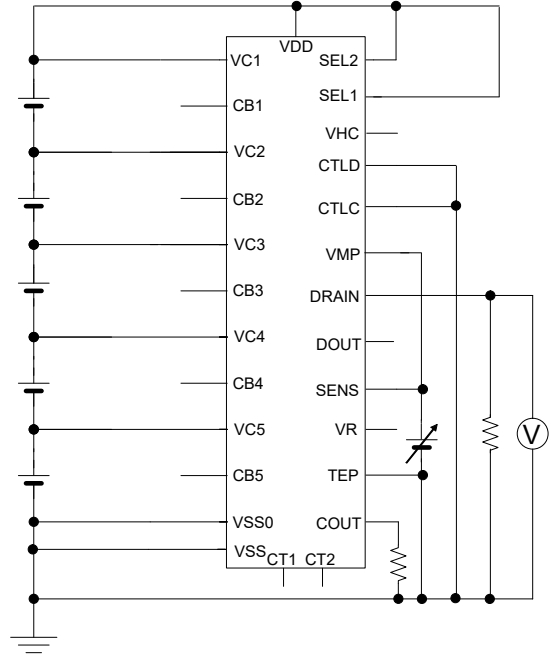 VDD
VC1
CB1
VC2
CB2
VC3
CB3
VC4
CB4
VC5
CB5
VSS0
VSS
CT1 CT2
SEL2
SEL1
VHC
CTLD
CTLC
VMP
DRAIN
DOUT
SENS
VR
TEP
COUT
V